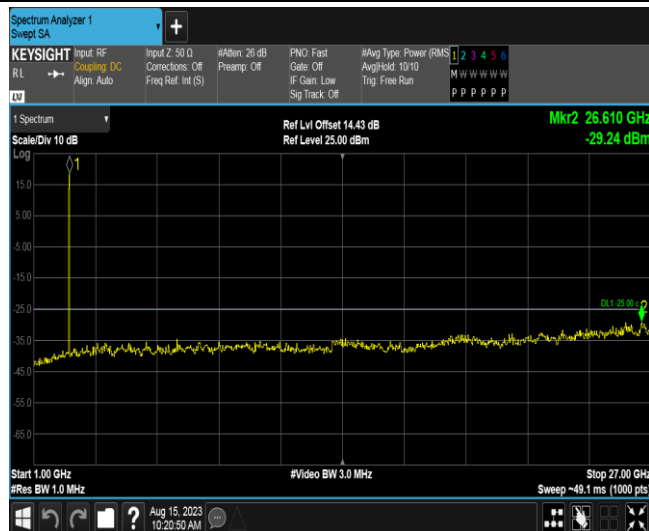 Spectrum Analyzer 1
Swept SA
+
KEYSIGHT
RL
Input: RF
Coupling: DC
Align: Auto
Input Z: 50 Ω
Corrections: Off
Freq Ref: Int (S)
#Atten: 26 dB
Preamp: Off
PNO: Fast
Gate: Off
IF Gain: Low
Sig Track: Off
#Avg Type: Power (RMS
Avg|Hold: 10/10
Trig: Free Run
1 2 3 4 5 6
M W W W W W
P P P P P P
LXI
1 Spectrum
Scale/Div 10 dB
Ref Lvl Offset 14.43 dB
Ref Level 25.00 dBm
Mkr2 26.610 GHz
-29.24 dBm
Log
1
15.0
5.00
-5.00
-15.0
-25.0
DL1 -25.00
2
-35.0
-45.0
-55.0
-65.0
Start 1.00 GHz
#Video BW 3.0 MHz
Stop 27.00 GHz
#Res BW 1.0 MHz
Sweep ~49.1 ms (1000 pts)
?
Aug 15, 2023
10:20:50 AM